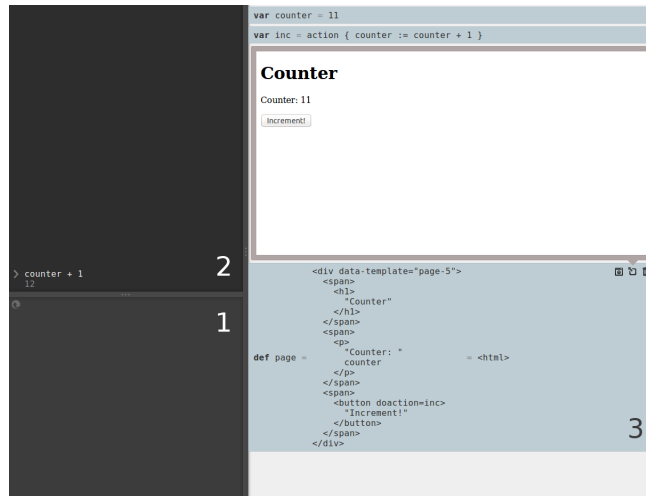 var counter = 11
var inc = action { counter := counter + 1 }
Counter
Counter: 11
Increment!
> counter + 1
12
2
1
<div data-template="page-5">
<span>
<h1>
"Counter"
</h1>
</span>
<span>
<p>
"Counter: "
counter
def page = = <html>
</p>
</span>
<span>
<button doaction=inc>
"Increment!"
</button>
</span>
</div>
3